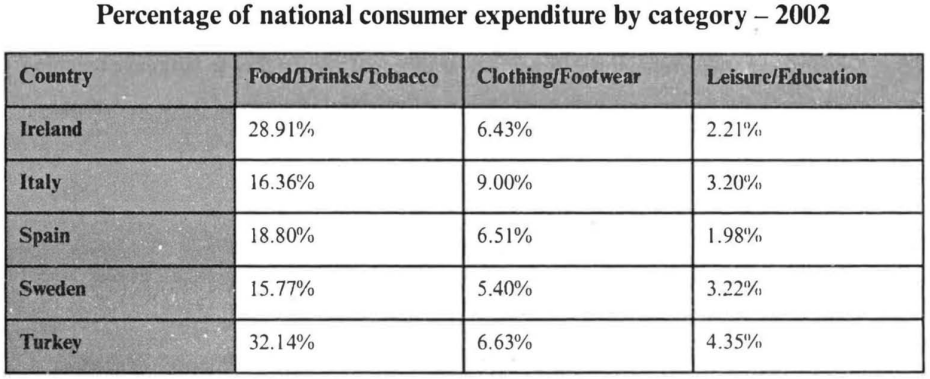 Percentage of national consumer expenditure by category – 2002
Country Food/Drinks/Tobacco Clothing/Footwear Leisure/Education
Ireland 28.91% 6.43% 2.21%
Italy 16.36% 9.00% 3.20%
Spain 18.80% 6.51% 1.98%
Sweden 15.77% 5.40% 3.22%
Turkey 32.14% 6.63% 4.35%